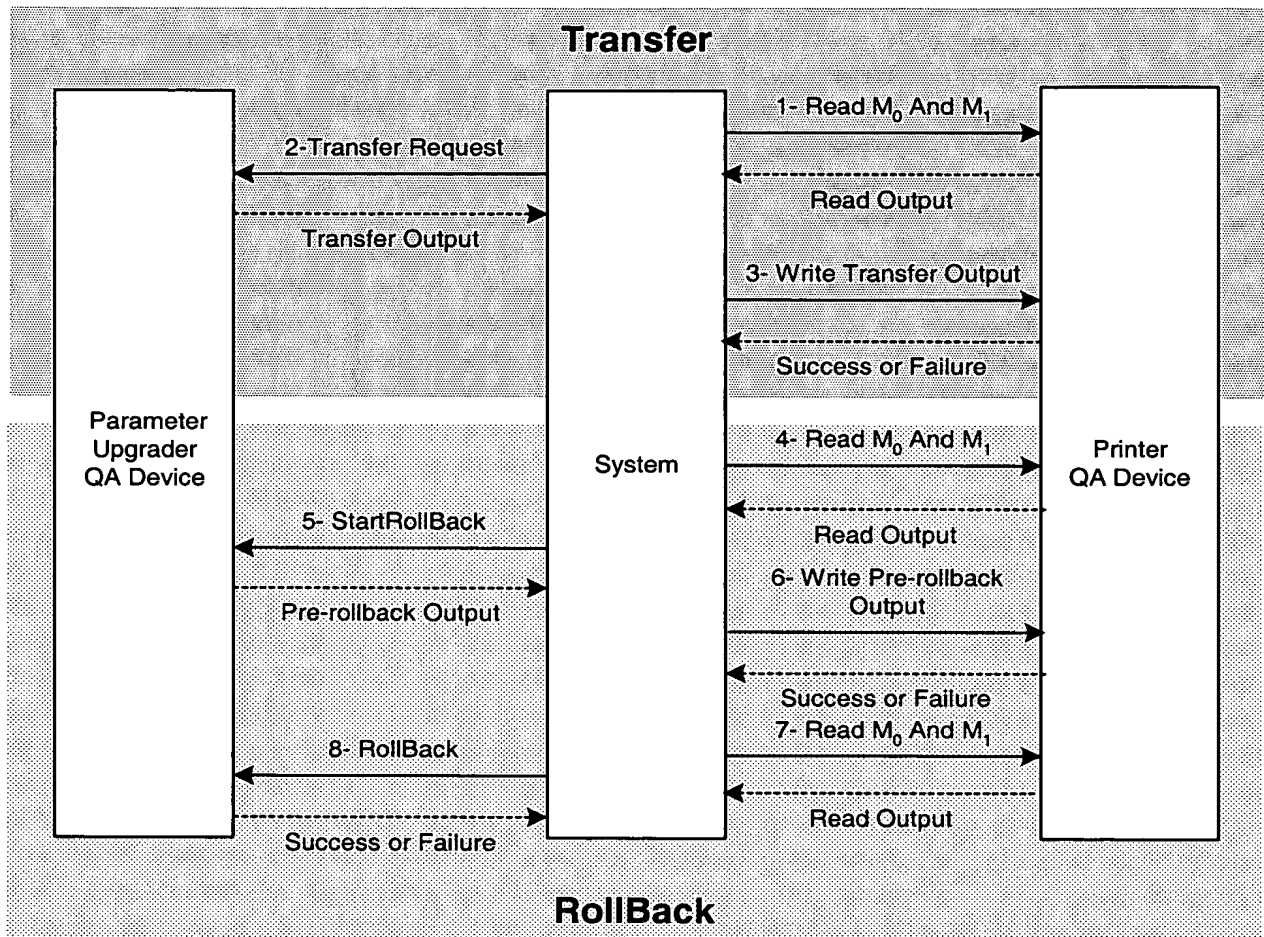 Transfer
1- Read M0 And M1
2-Transfer Request
Read Output
Transfer Output
3- Write Transfer Output
Success or Failure
Parameter
Upgrader
QA Device
System
Printer
QA Device
4- Read M0 And M1
Read Output
5- StartRollBack
Pre-rollback Output
6- Write Pre-rollback
Output
Success or Failure
7- Read M0 And M1
8- RollBack
Read Output
Success or Failure
RollBack